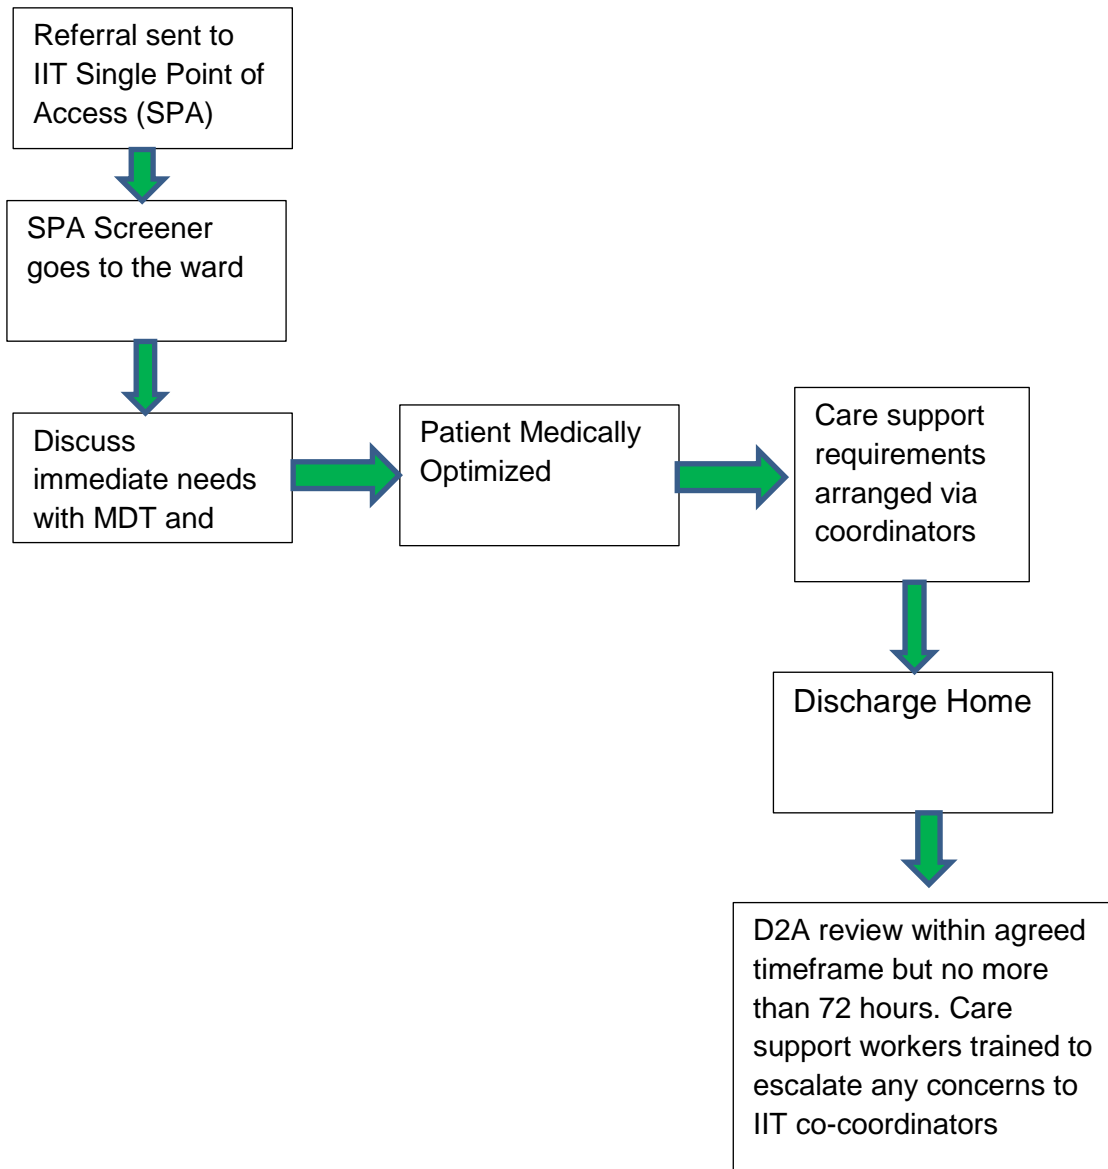 Referral sent to
IIT Single Point of
Access (SPA)
SPA Screener
goes to the ward
Discuss
immediate needs
with MDT and
Patient Medically
Optimized
Care support
requirements
arranged via
coordinators
Discharge Home
D2A review within agreed
timeframe but no more
than 72 hours. Care
support workers trained to
escalate any concerns to
IIT co-coordinators